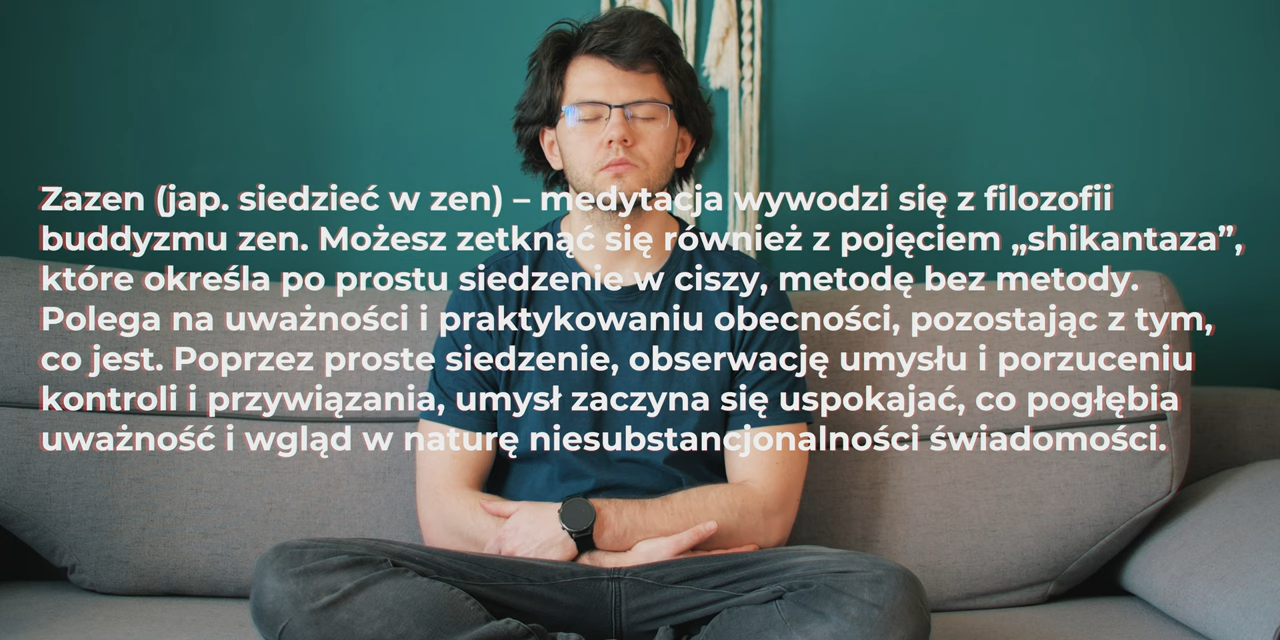 Zazen (jap. siedzieć w zen) – medytacja wywodzi się z filozofii
buddyzmu zen. Możesz zetknąć się również z pojęciem „shikantaza”,
które określa po prostu siedzenie w ciszy, metodę bez metody.
Polega na uważności i praktykowaniu obecności, pozostając z tym,
co jest. Poprzez proste siedzenie, obserwację umysłu i porzuceniu
kontroli i przywiązania, umysł zaczyna się uspokajać, co pogłębia
uważność i wgląd w naturę niesubstancjonalności świadomości.